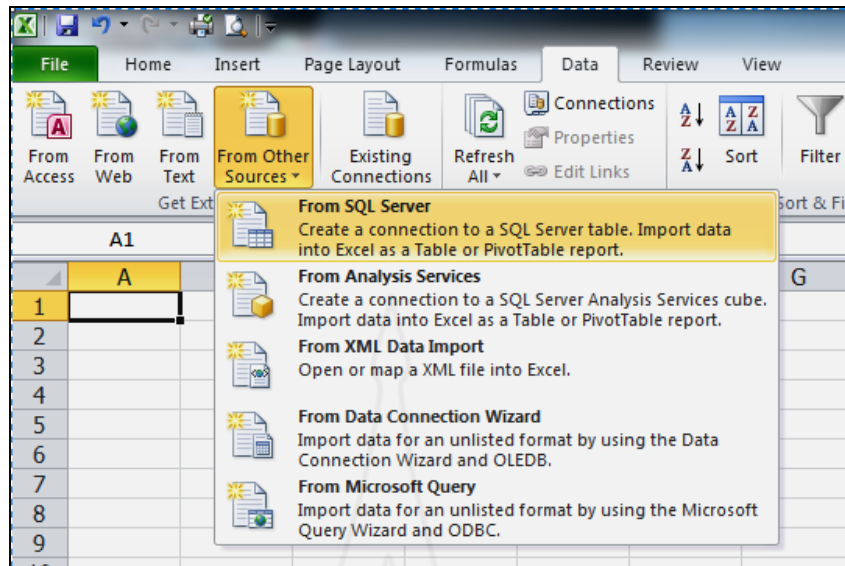 File Home Insert Page Layout Formulas Data Review View
From Access
From Web
From Text
From Other Sources
Existing Connections
Refresh All
Connections
Properties
Edit Links
A Z
Z A
A Z
Z A
Sort
Filter
Get Ext
Sort & Fi
A1
A G
1
2
3
4
5
6
7
8
9
From SQL Server
Create a connection to a SQL Server table. Import data
into Excel as a Table or PivotTable report.
From Analysis Services
Create a connection to a SQL Server Analysis Services cube.
Import data into Excel as a Table or PivotTable report.
From XML Data Import
Open or map a XML file into Excel.
From Data Connection Wizard
Import data for an unlisted format by using the Data
Connection Wizard and OLEDB.
From Microsoft Query
Import data for an unlisted format by using the Microsoft
Query Wizard and ODBC.